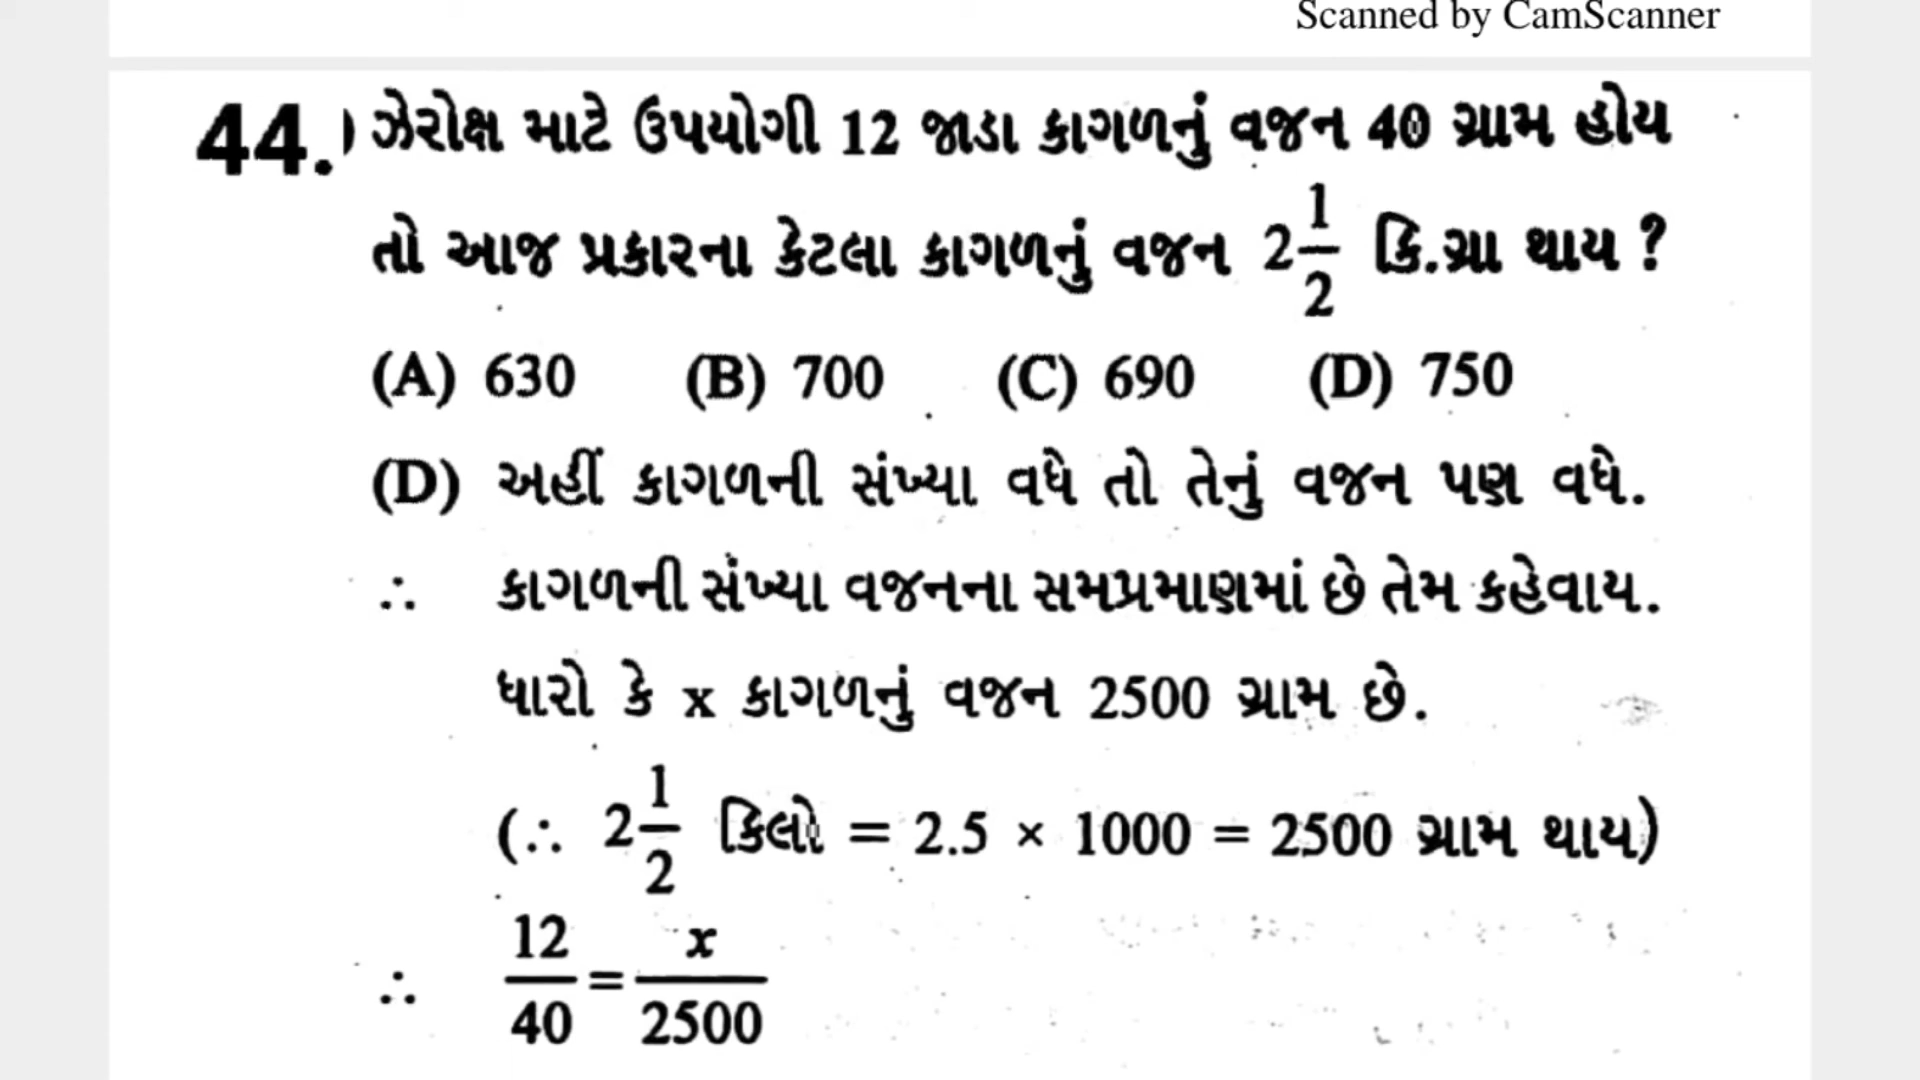 Scanned by CamScanner
44.) ઝેરોક્ષ માટે ઉપયોગી 12 જાડા કાગળનું વજન 40 ગ્રામ હોય
તો આજ પ્રકારના કેટલા કાગળનું વજન 2 1/2 કિ.ગ્રા થાય ?
(A) 630 (B) 700 (C) 690 (D) 750
(D) અહીં કાગળની સંખ્યા વધે તો તેનું વજન પણ વધે.
∴ કાગળની સંખ્યા વજનના સમપ્રમાણમાં છે તેમ કહેવાય.
ધારો કે x કાગળનું વજન 2500 ગ્રામ છે.
(∴ 2 1/2 કિલો = 2.5 × 1000 = 2500 ગ્રામ થાય)
∴ 12/40 = x/2500